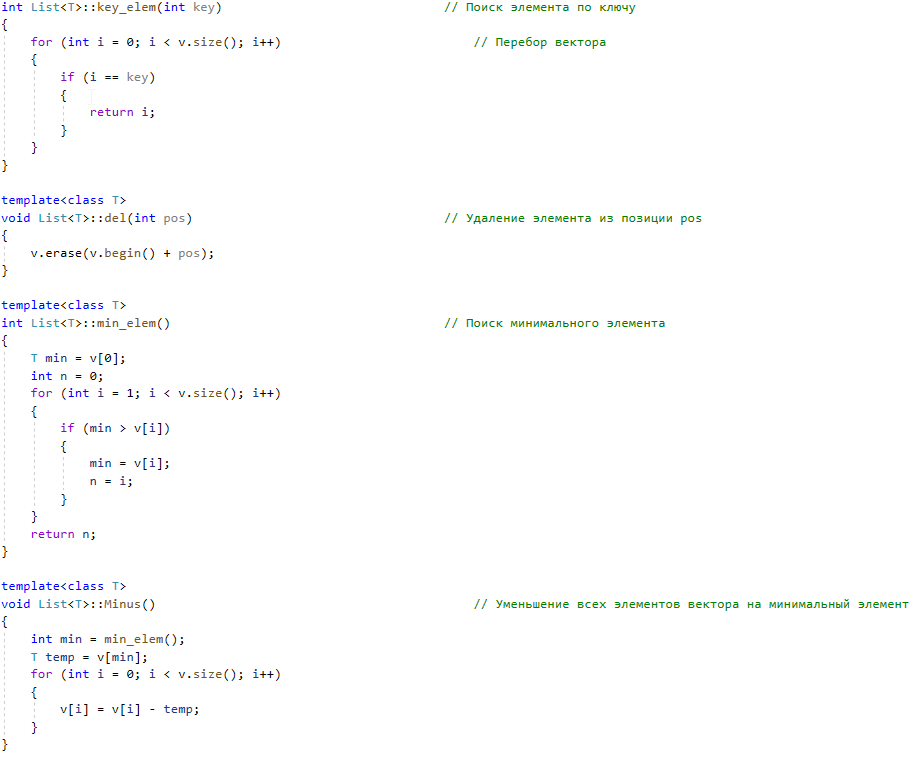 int List<T>::key_elem(int key) // Поиск элемента по ключу
{
for (int i = 0; i < v.size(); i++) // Перебор вектора
{
if (i == key)
{
return i;
}
}
}
template<class T>
void List<T>::del(int pos) // Удаление элемента из позиции pos
{
v.erase(v.begin() + pos);
}
template<class T>
int List<T>::min_elem() // Поиск минимального элемента
{
T min = v[0];
int n = 0;
for (int i = 1; i < v.size(); i++)
{
if (min > v[i])
{
min = v[i];
n = i;
}
}
return n;
}
template<class T>
void List<T>::Minus() // Уменьшение всех элементов вектора на минимальный элемент
{
int min = min_elem();
T temp = v[min];
for (int i = 0; i < v.size(); i++)
{
v[i] = v[i] - temp;
}
}